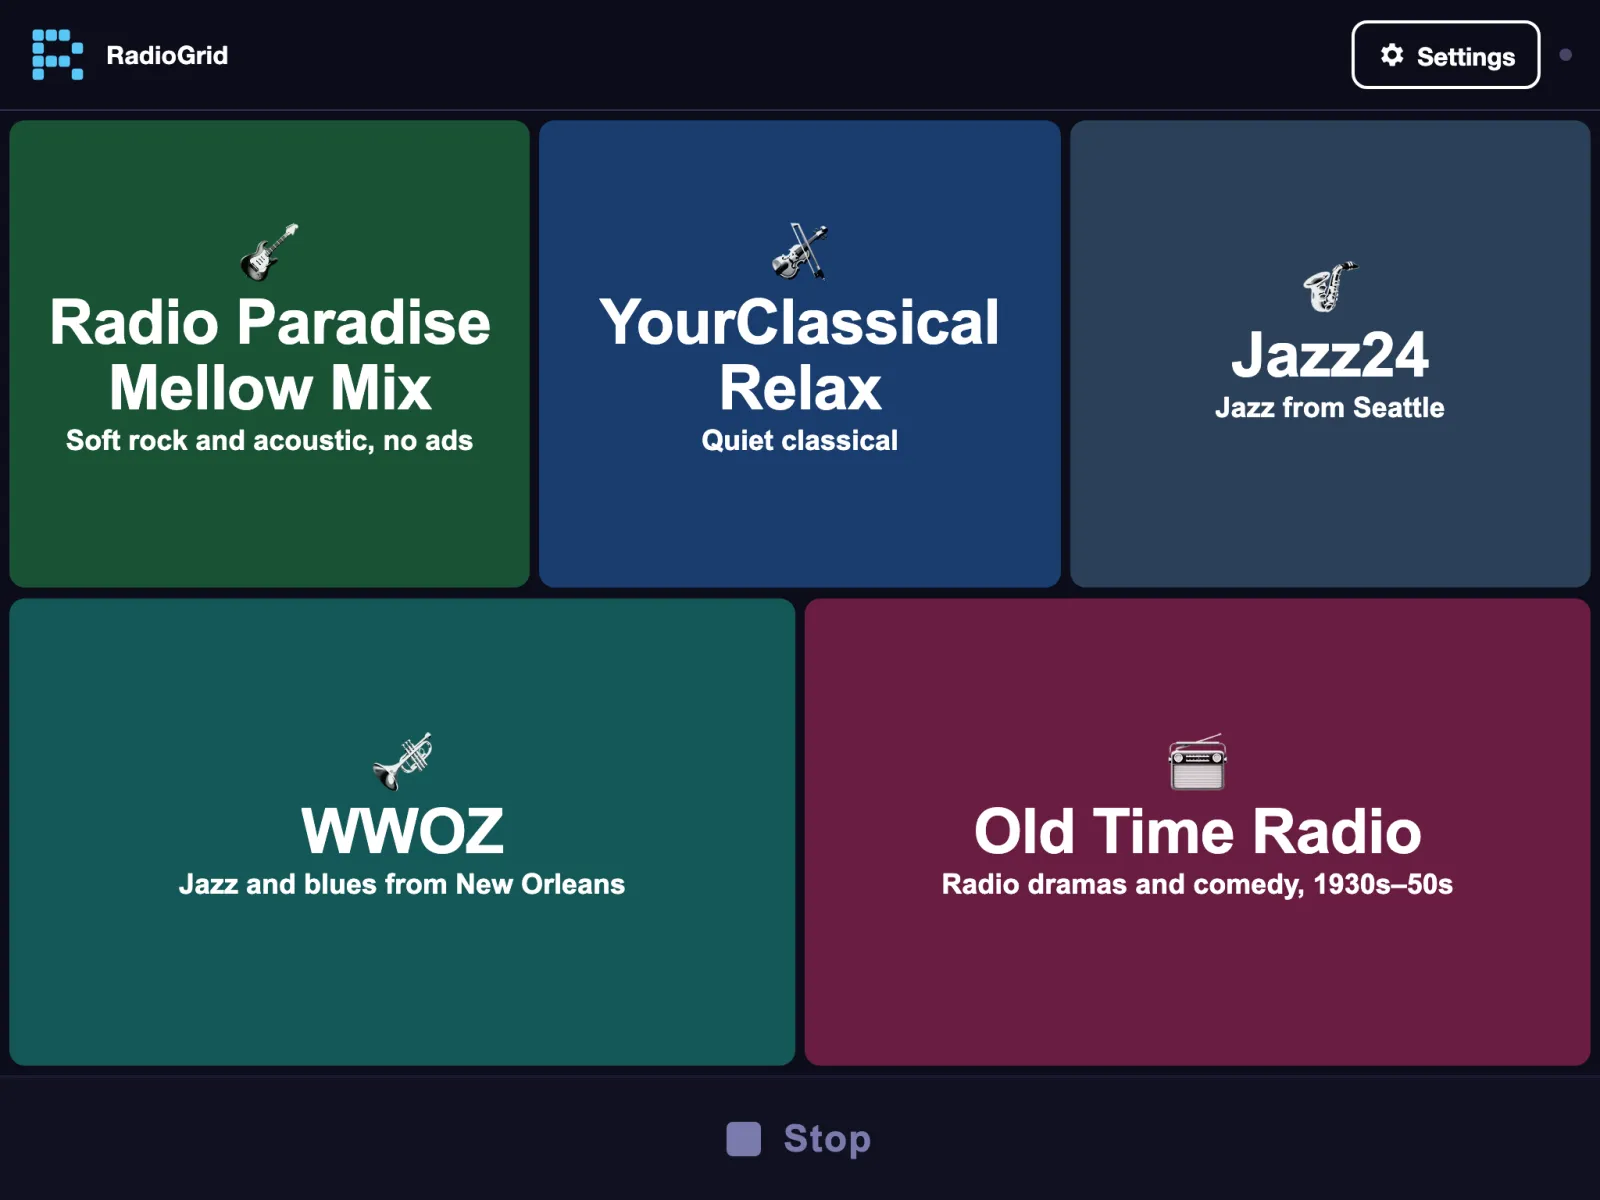 RadioGrid
Settings
Radio Paradise
Mellow Mix
Soft rock and acoustic, no ads
YourClassical
Relax
Quiet classical
Jazz24
Jazz from Seattle
WWOZ
Jazz and blues from New Orleans
Old Time Radio
Radio dramas and comedy, 1930s–50s
Stop